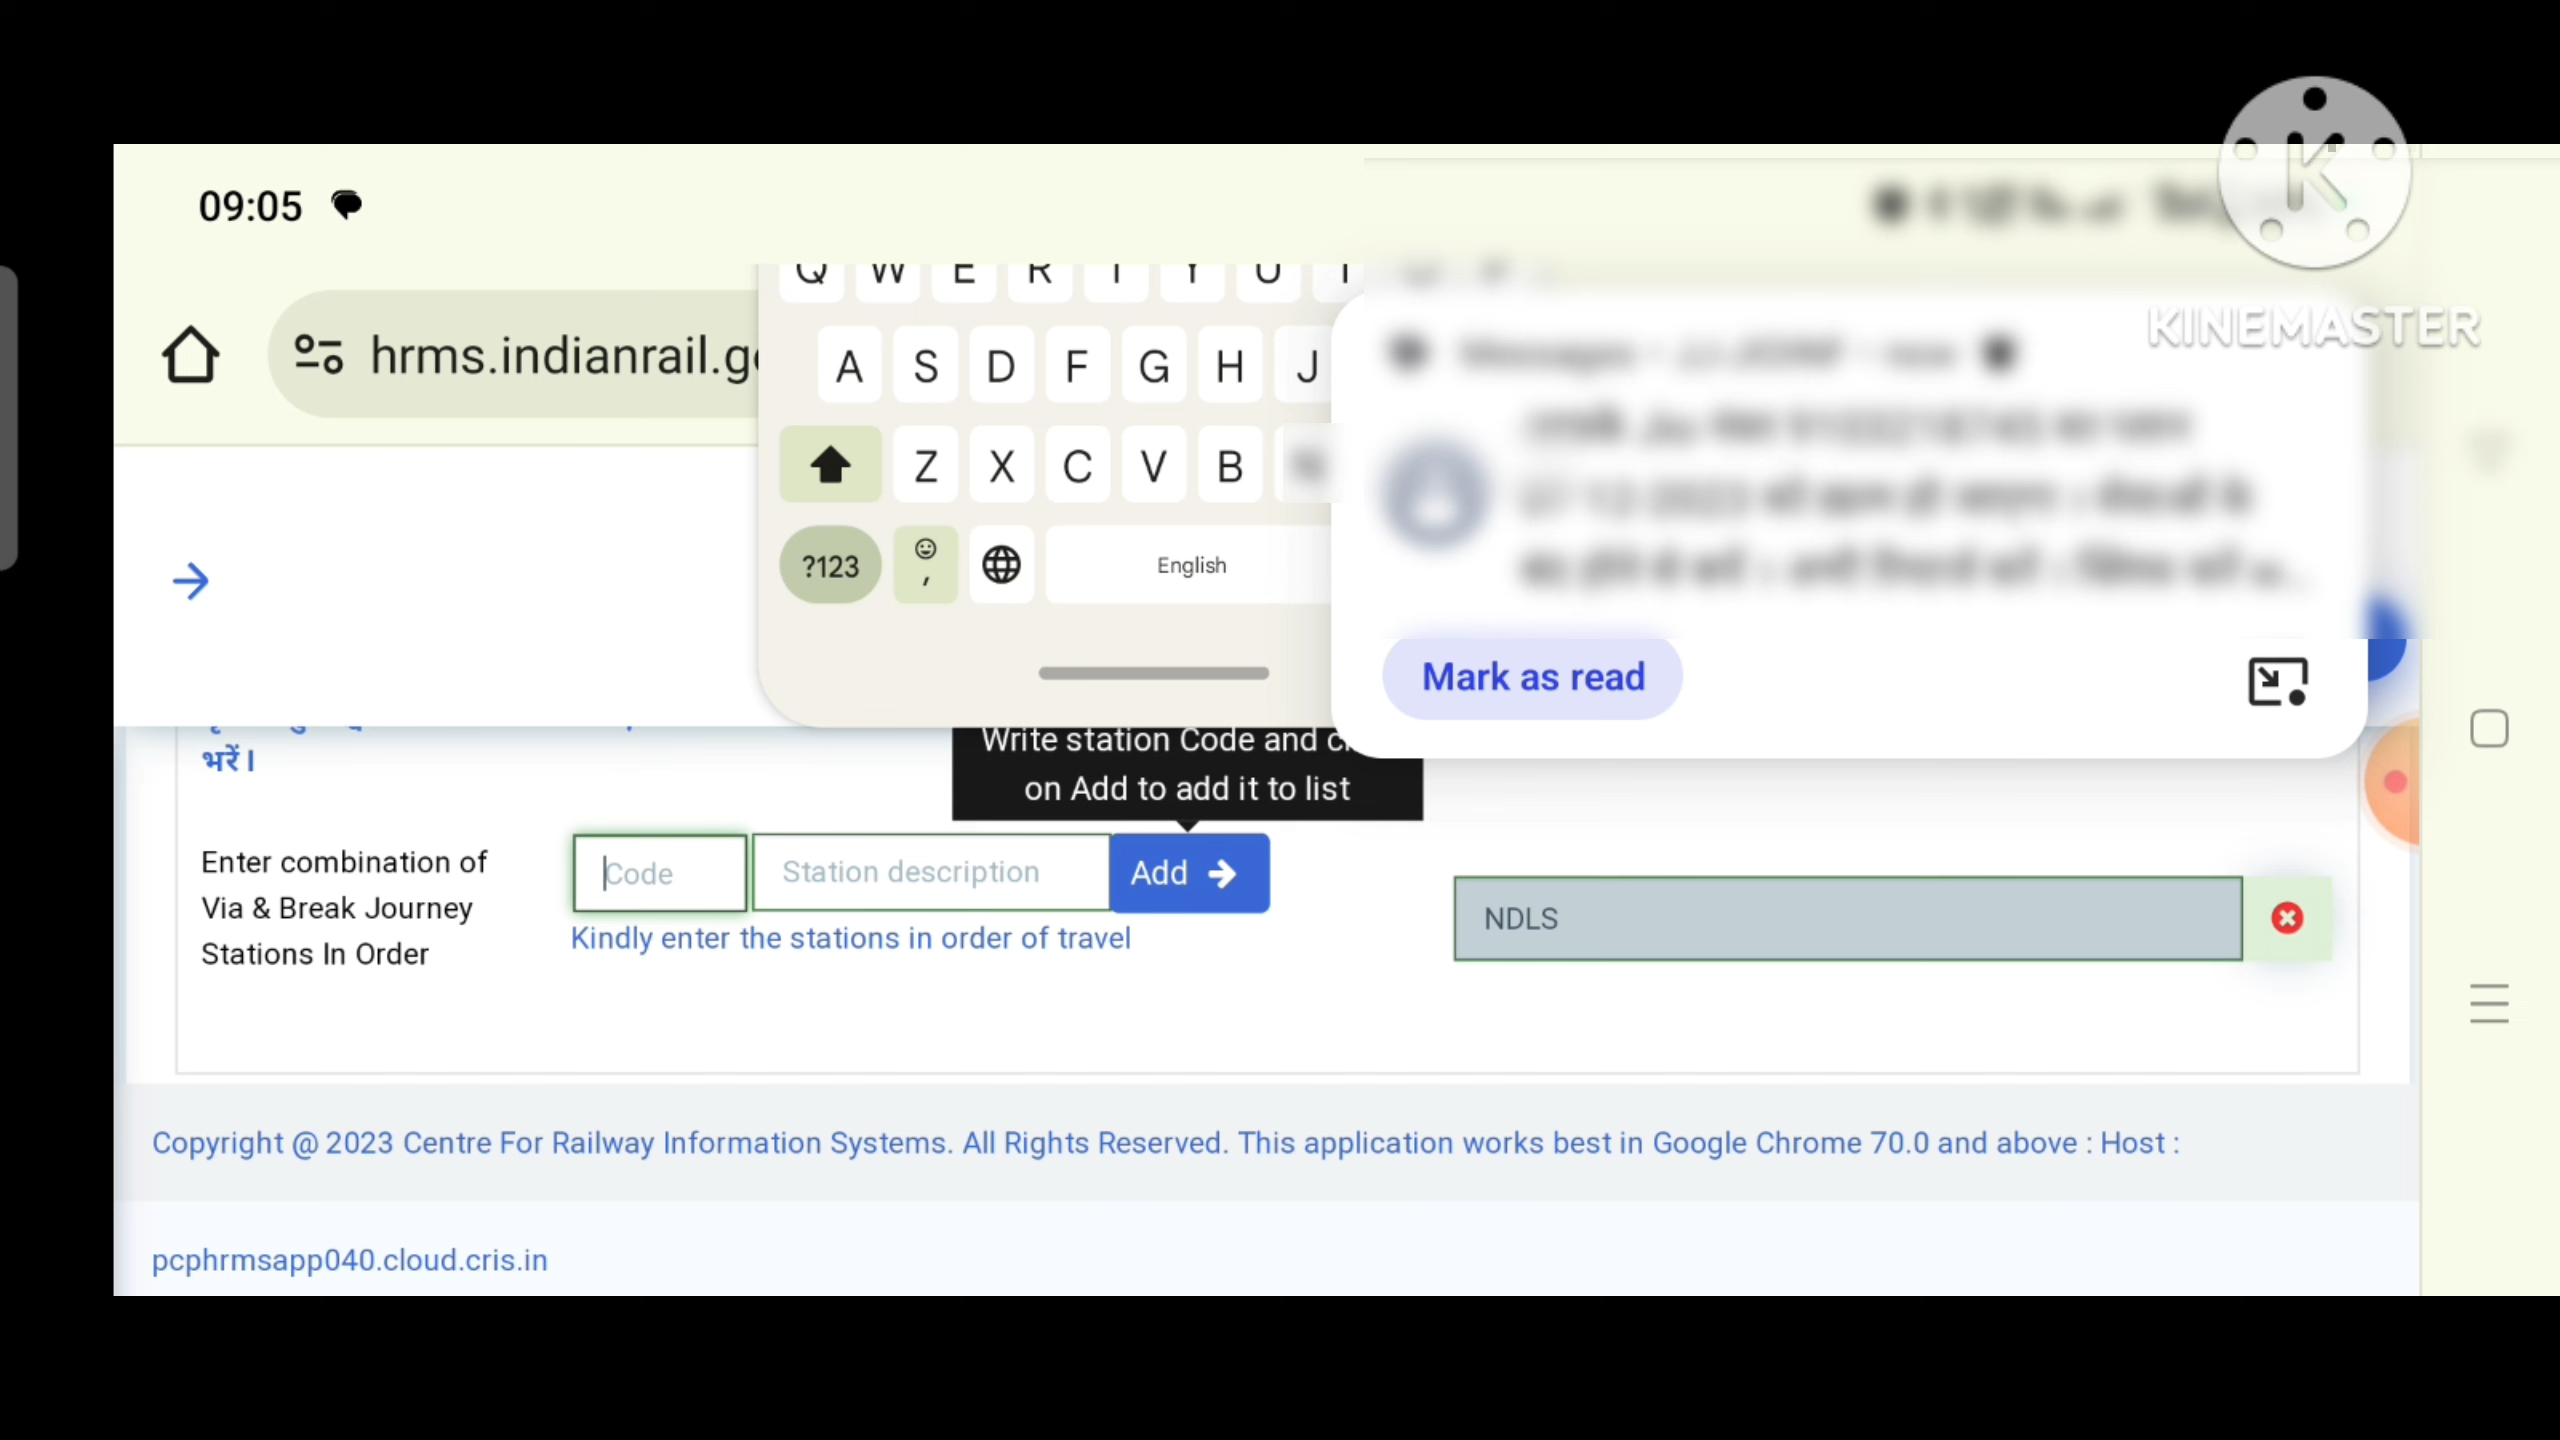 09:05
KINEMASTER
hrms.indianrail.g
Q W E R T Y U I
A S D F G H J
Z X C V B N
?123 , English
Mark as read
भरें।
Write station Code and
on Add to add it to list
Enter combination of
Via & Break Journey
Stations In Order
Code
Station description
Add
Kindly enter the stations in order of travel
NDLS
Copyright @ 2023 Centre For Railway Information Systems. All Rights Reserved. This application works best in Google Chrome 70.0 and above : Host :
pcphrmsapp040.cloud.cris.in